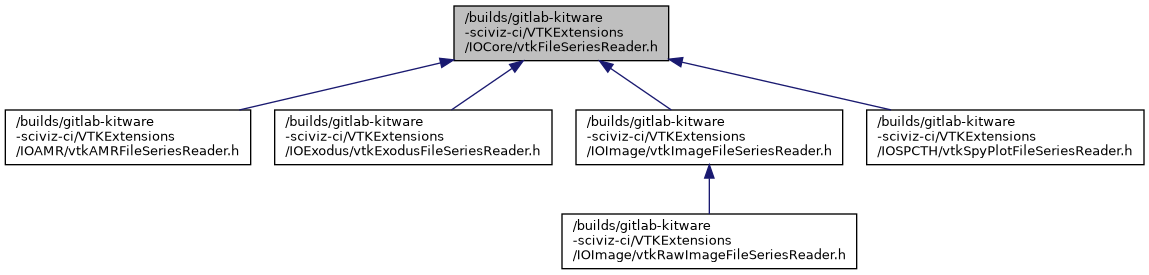 /builds/gitlab-kitware
-sciviz-ci/VTKExtensions
/IOCore/vtkFileSeriesReader.h
/builds/gitlab-kitware
-sciviz-ci/VTKExtensions
/IOAMR/vtkAMRFileSeriesReader.h
/builds/gitlab-kitware
-sciviz-ci/VTKExtensions
/IOExodus/vtkExodusFileSeriesReader.h
/builds/gitlab-kitware
-sciviz-ci/VTKExtensions
/IOImage/vtkImageFileSeriesReader.h
/builds/gitlab-kitware
-sciviz-ci/VTKExtensions
/IOSPCTH/vtkSpyPlotFileSeriesReader.h
/builds/gitlab-kitware
-sciviz-ci/VTKExtensions
/IOImage/vtkRawImageFileSeriesReader.h